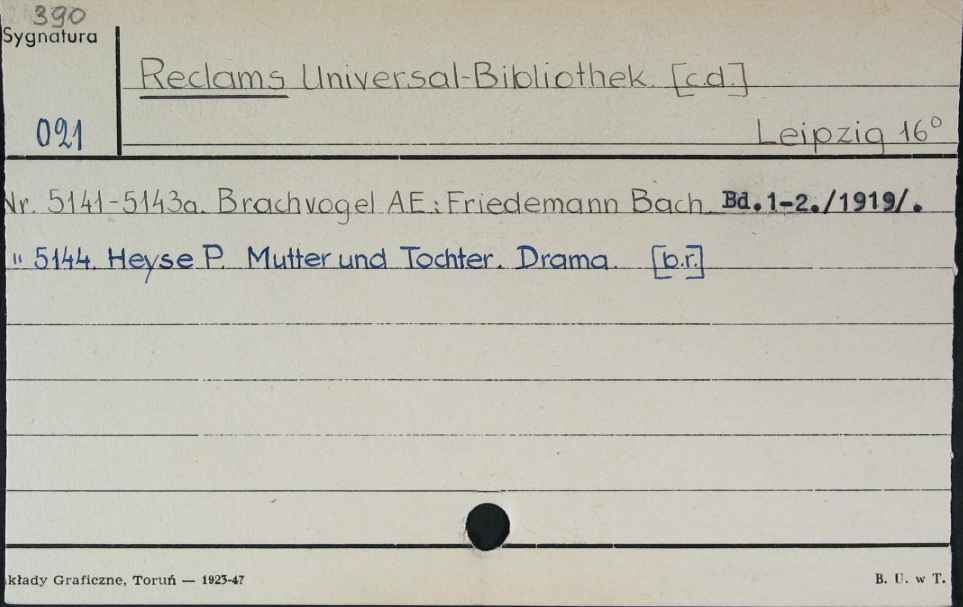 390
Sygnatura
Reclams Universal-Bibliothek. [c.d.]
021
Leipzig 16°
Nr. 5141-5143a. Brachvogel AE: Friedemann Bach. Bd.1-2./1919/.
" 5144. Heyse P. Mutter und Tochter. Drama. [b.r.]
kłady Graficzne, Toruń — 1923-47
B. U. w T.